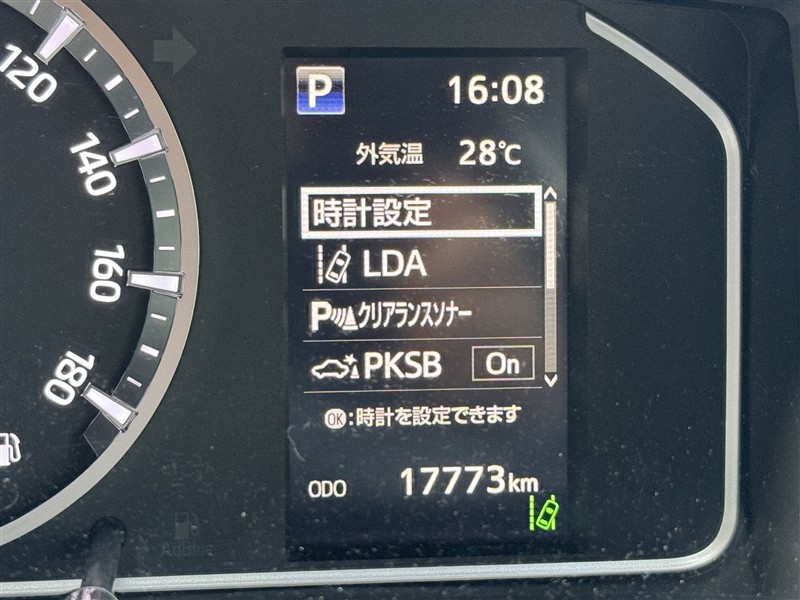 120
140
160
180
P 16:08
外気温 28℃
時計設定
LDA
Pクリアランスソナー
PKSB On
OK:時計を設定できます
ODO 17773km
AdBlue